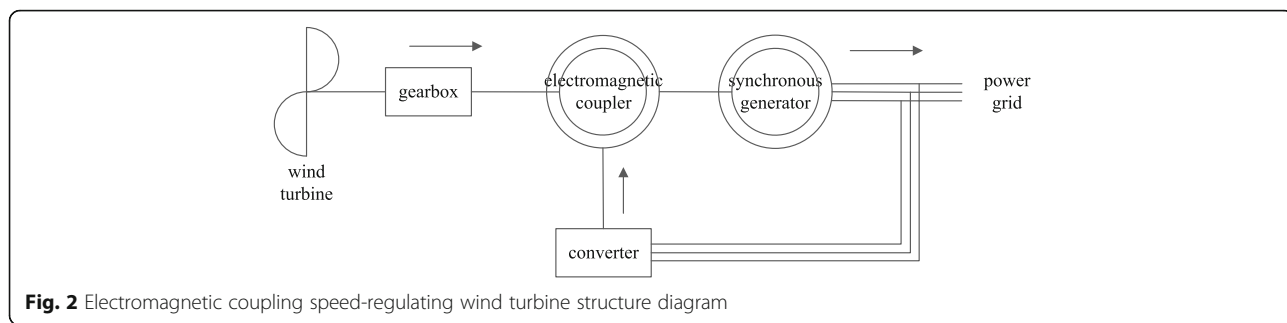 gearbox
electromagnetic
coupler
synchronous
generator
power
grid
wind
turbine
converter
Fig. 2 Electromagnetic coupling speed-regulating wind turbine structure diagram